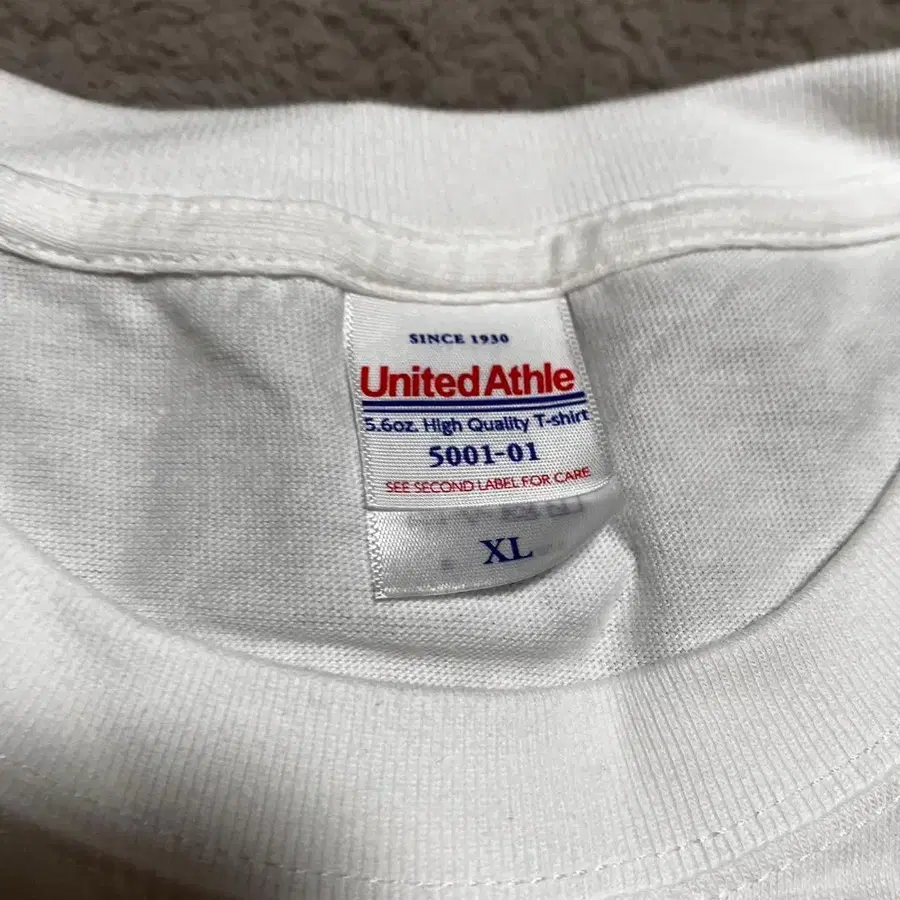 SINCE 1930
United Athle
5.6oz. High Quality T-shirt
5001-01
SEE SECOND LABEL FOR CARE
XL